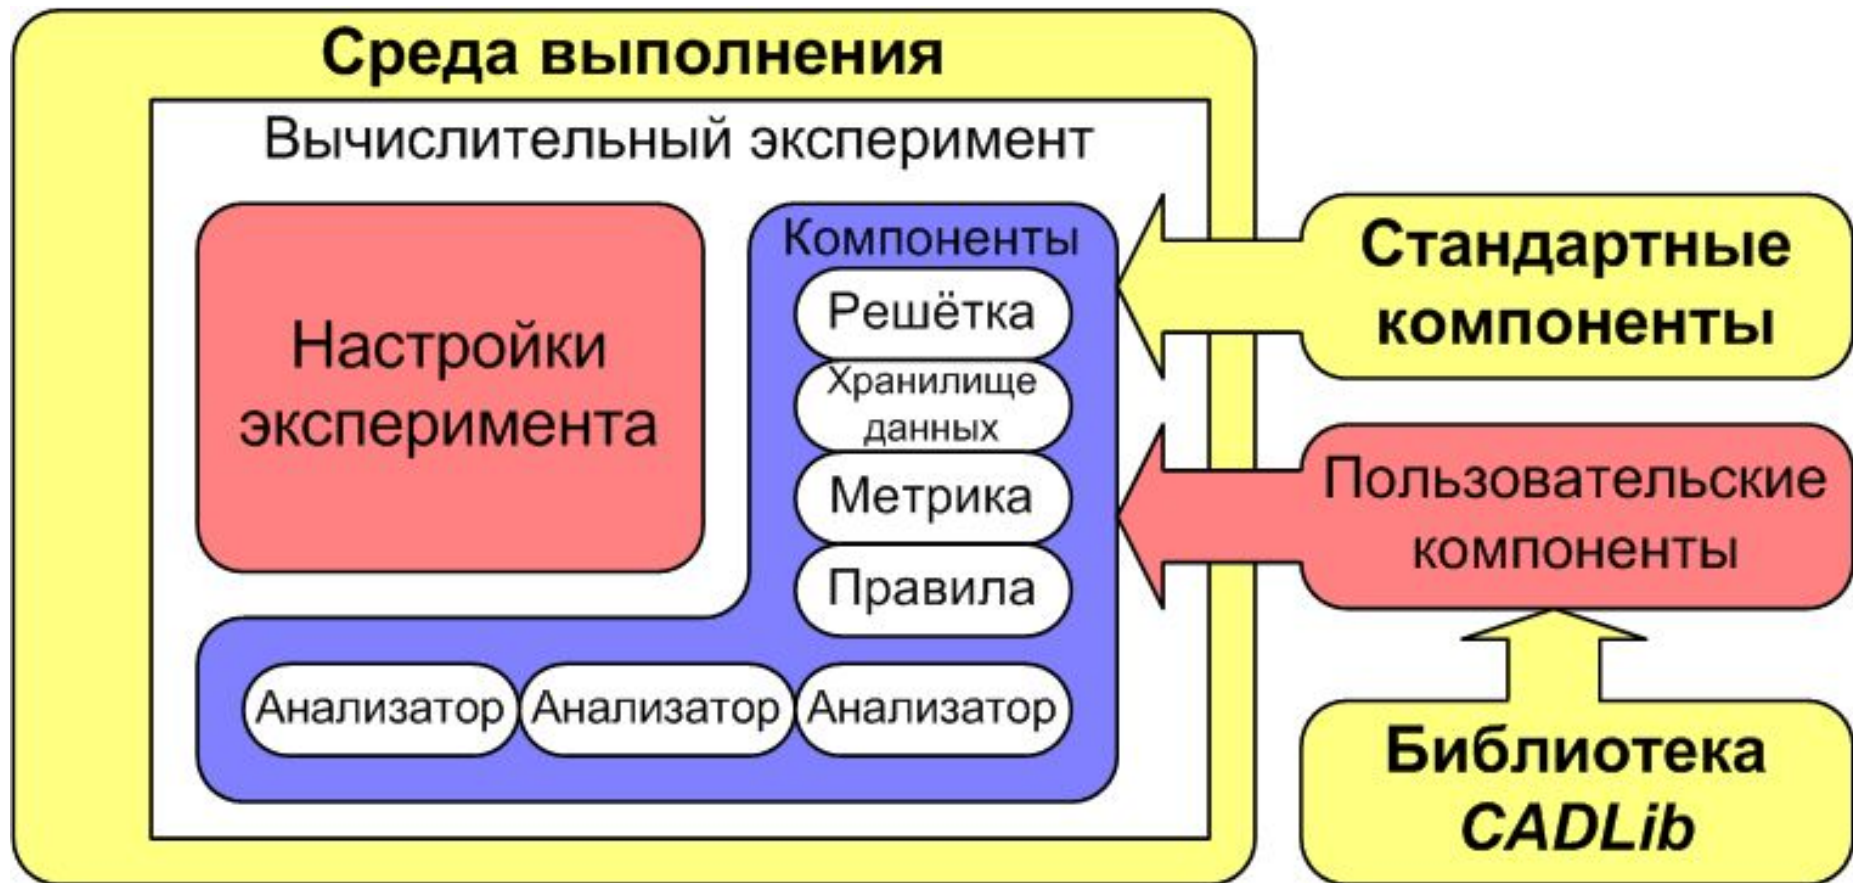 Среда выполнения
Вычислительный эксперимент
Настройки
эксперимента
Компоненты
Решётка
Хранилище
данных
Метрика
Правила
Анализатор
Анализатор
Анализатор
Стандартные
компоненты
Пользовательские
компоненты
Библиотека
CADLib